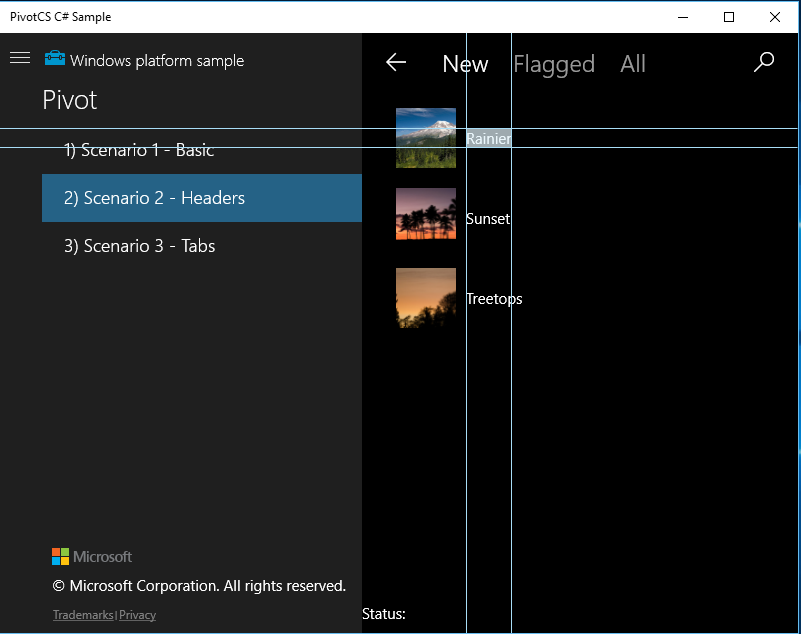 PivotCS C# Sample
Windows platform sample
Pivot
1) Scenario 1 - Basic
2) Scenario 2 - Headers
3) Scenario 3 - Tabs
Microsoft
© Microsoft Corporation. All rights reserved.
Trademarks|Privacy
New Flagged All
Rainier
Sunset
Treetops
Status: